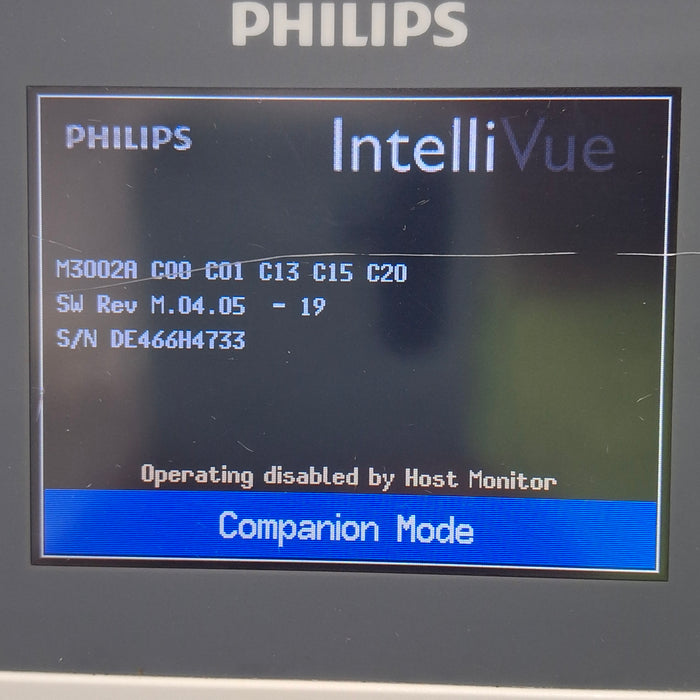 PHILIPS
PHILIPS IntelliVue
M3002A C08 C01 C13 C15 C20
SW Rev M.04.05 - 19
S/N DE466H4733
Operating disabled by Host Monitor
Companion Mode